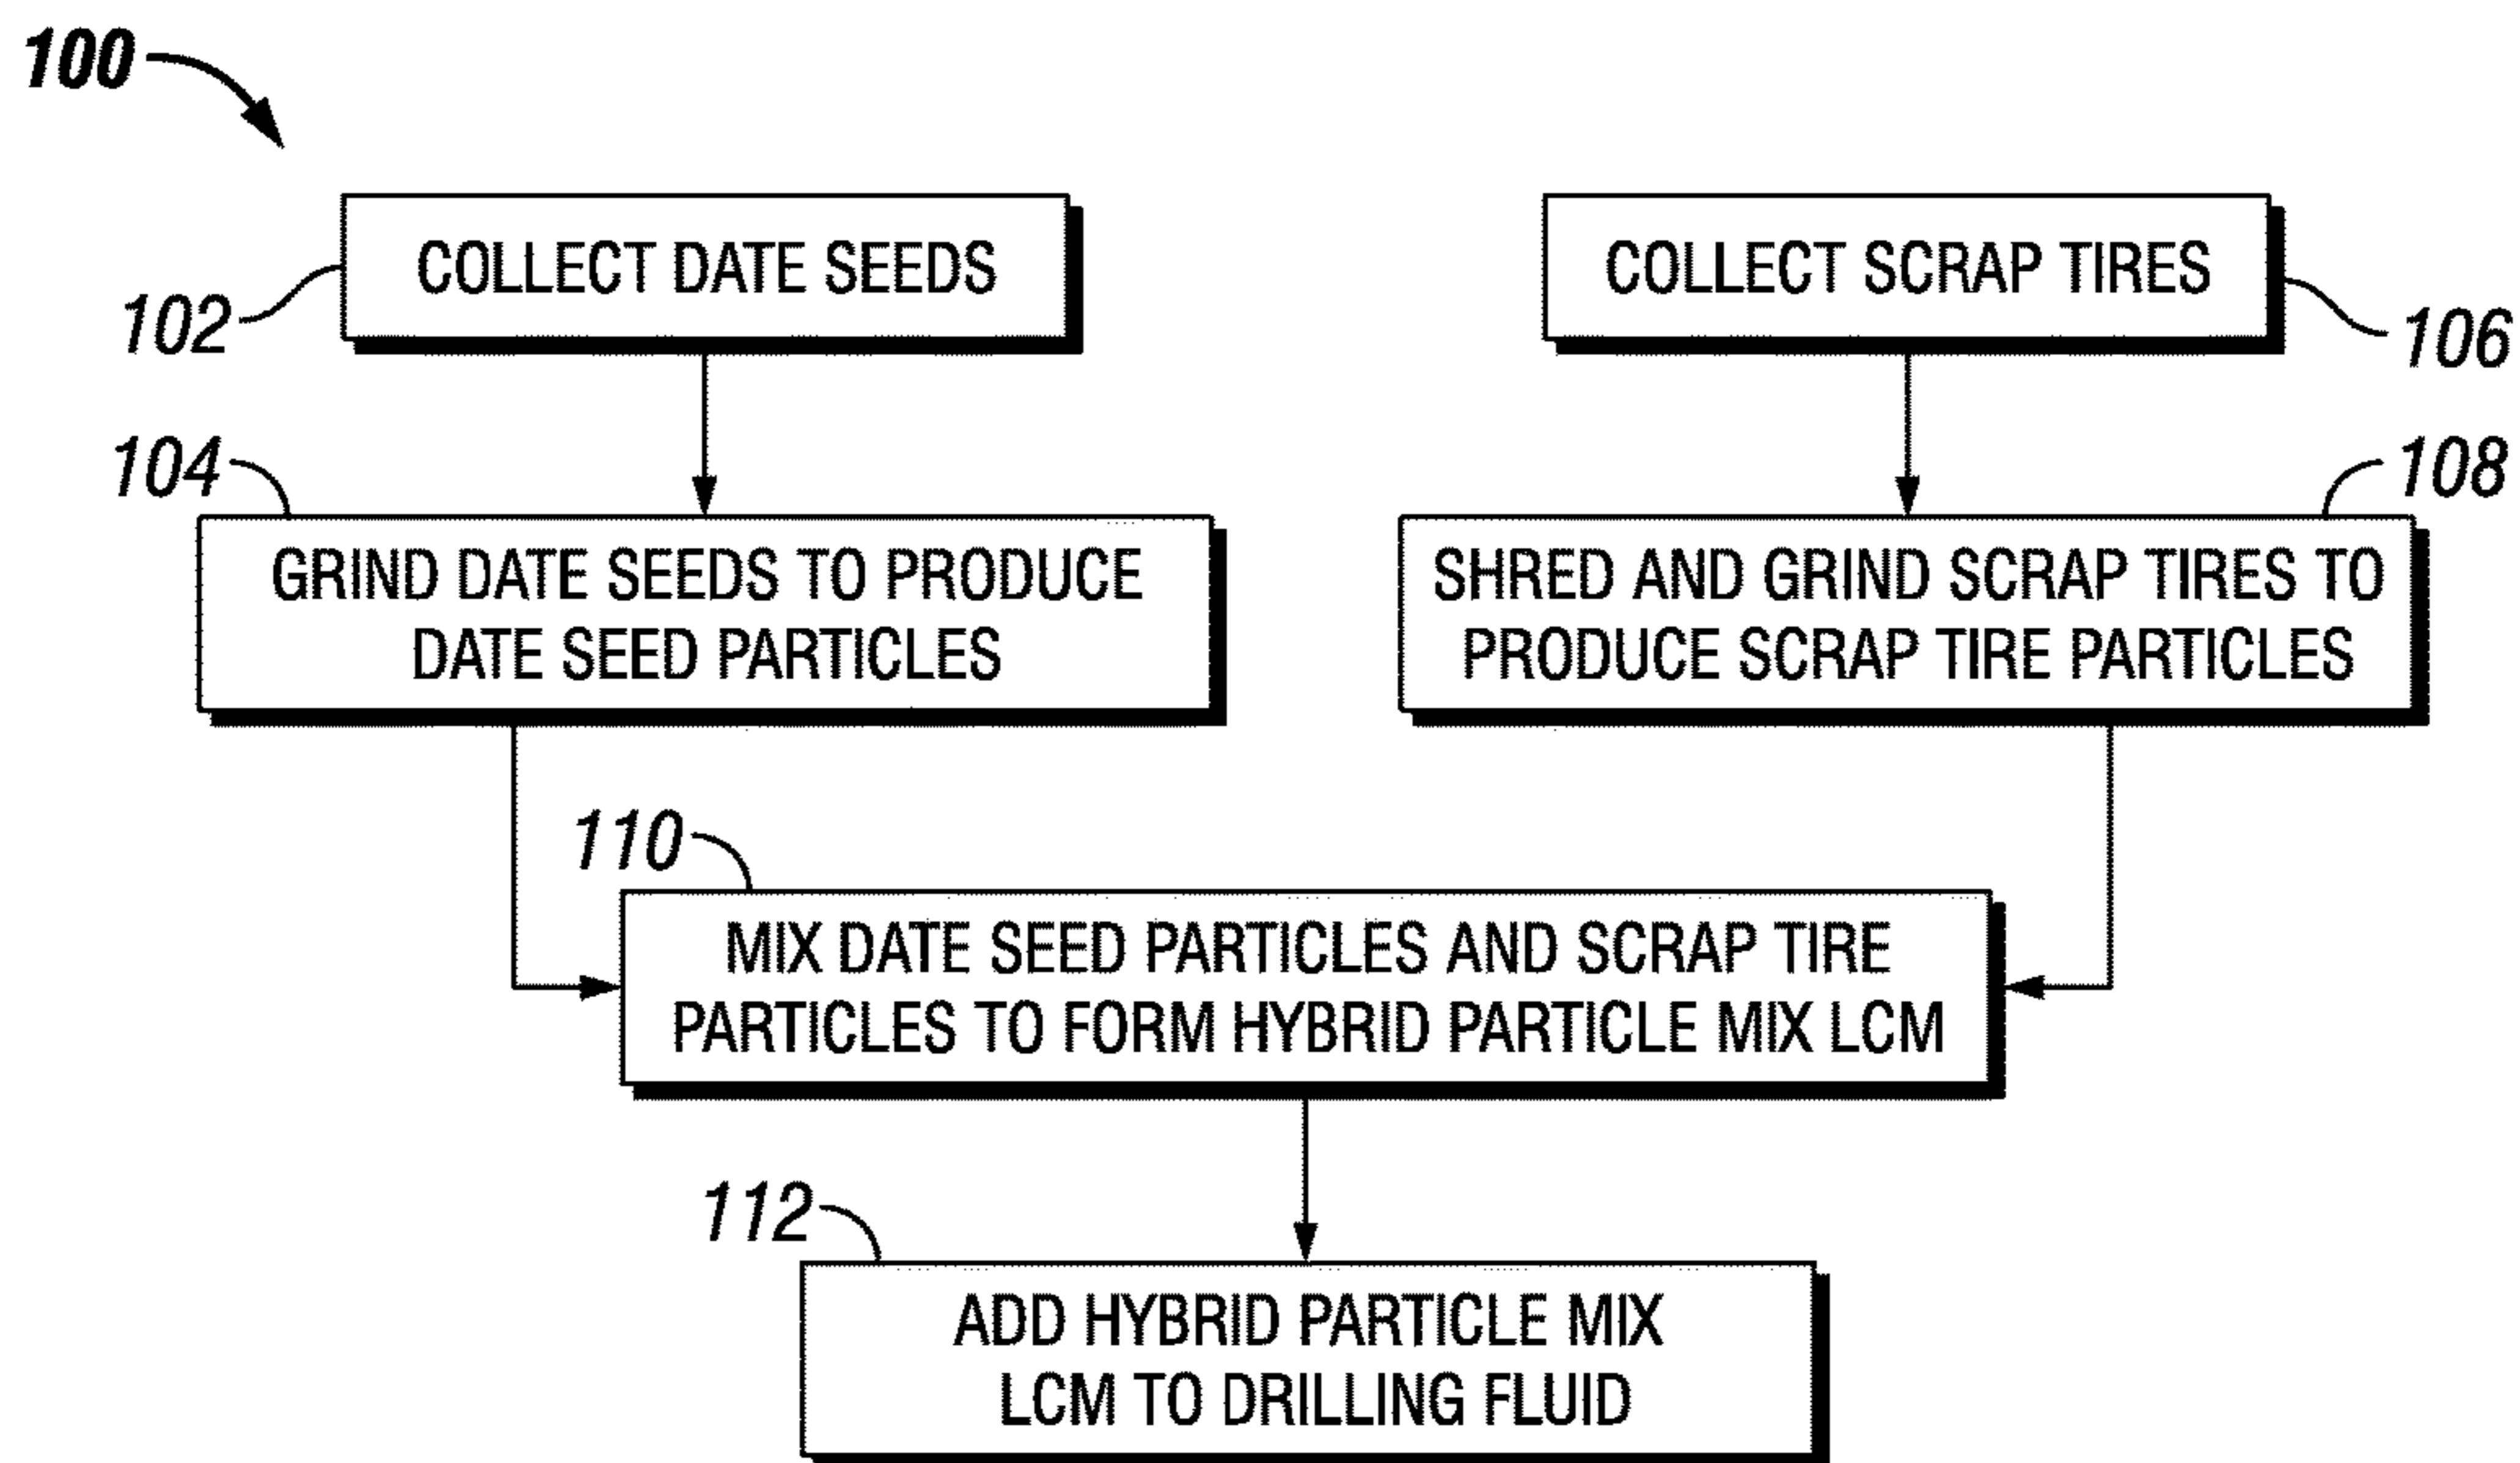 100
COLLECT DATE SEEDS
102
COLLECT SCRAP TIRES
106
104
GRIND DATE SEEDS TO PRODUCE
DATE SEED PARTICLES
108
SHRED AND GRIND SCRAP TIRES TO
PRODUCE SCRAP TIRE PARTICLES
110
MIX DATE SEED PARTICLES AND SCRAP TIRE
PARTICLES TO FORM HYBRID PARTICLE MIX LCM
112
ADD HYBRID PARTICLE MIX
LCM TO DRILLING FLUID